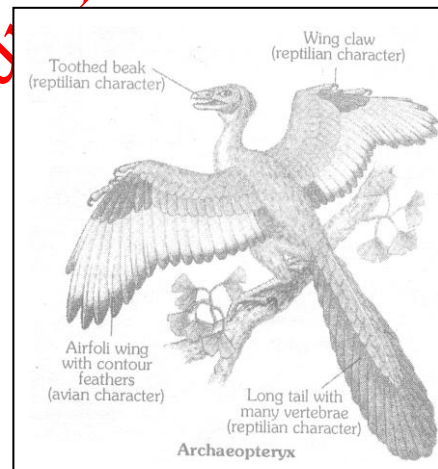 Wing claw
(reptilian character)
Toothed beak
(reptilian character)
Airfoli wing
with contour
feathers
(avian character)
Long tail with
many vertebrae
(reptilian character)
Archaeopteryx